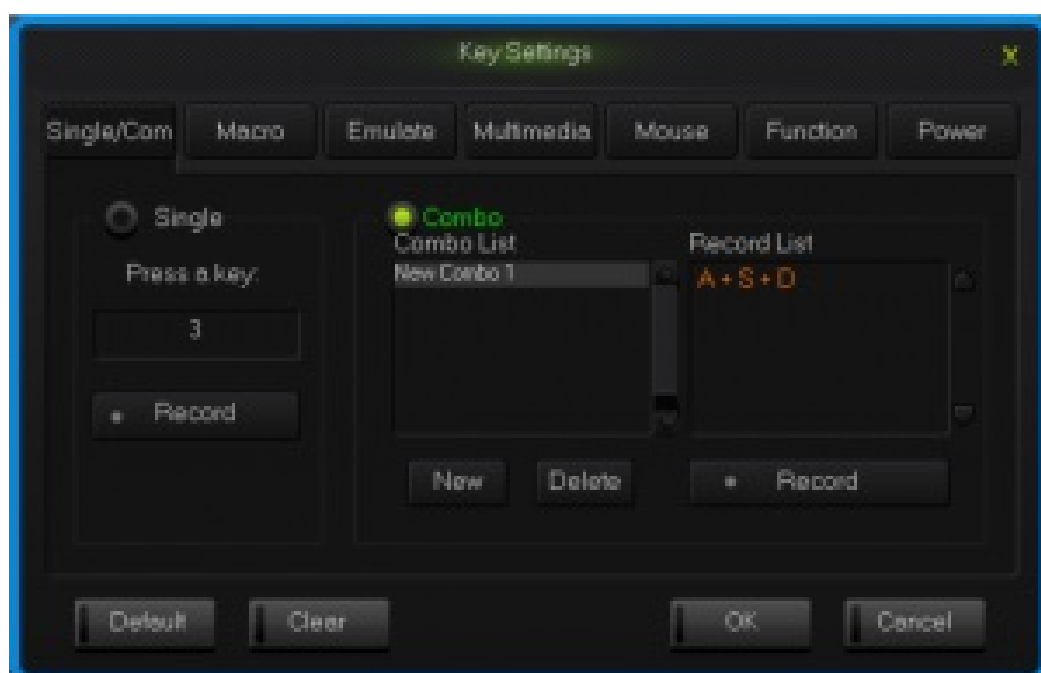 Key Settings
X
Single/Com Macro Emulate Multimedia Mouse Function Power
Single
Press a key:
3
Record
Combo
Combo List
New Combo 1
Record List
A + S + D
New Delete Record
Default Clear OK Cancel